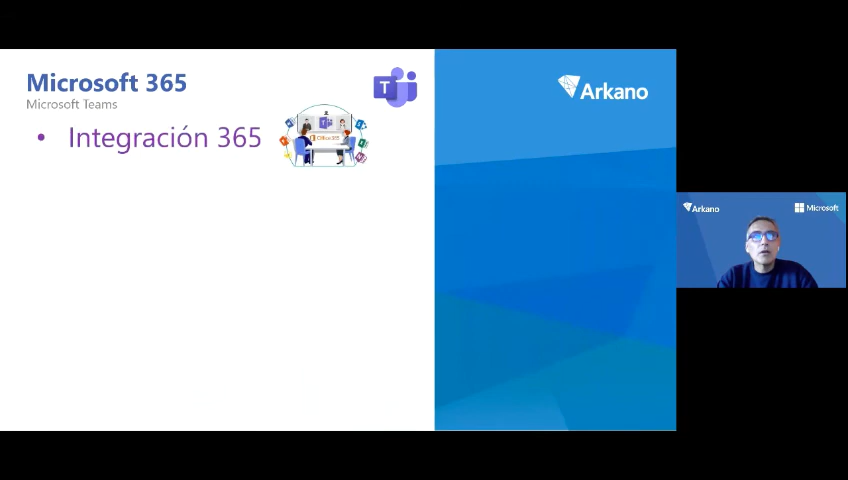 Microsoft 365
Microsoft Teams
• Integración 365
Office 365
Arkano
Arkano
Microsoft